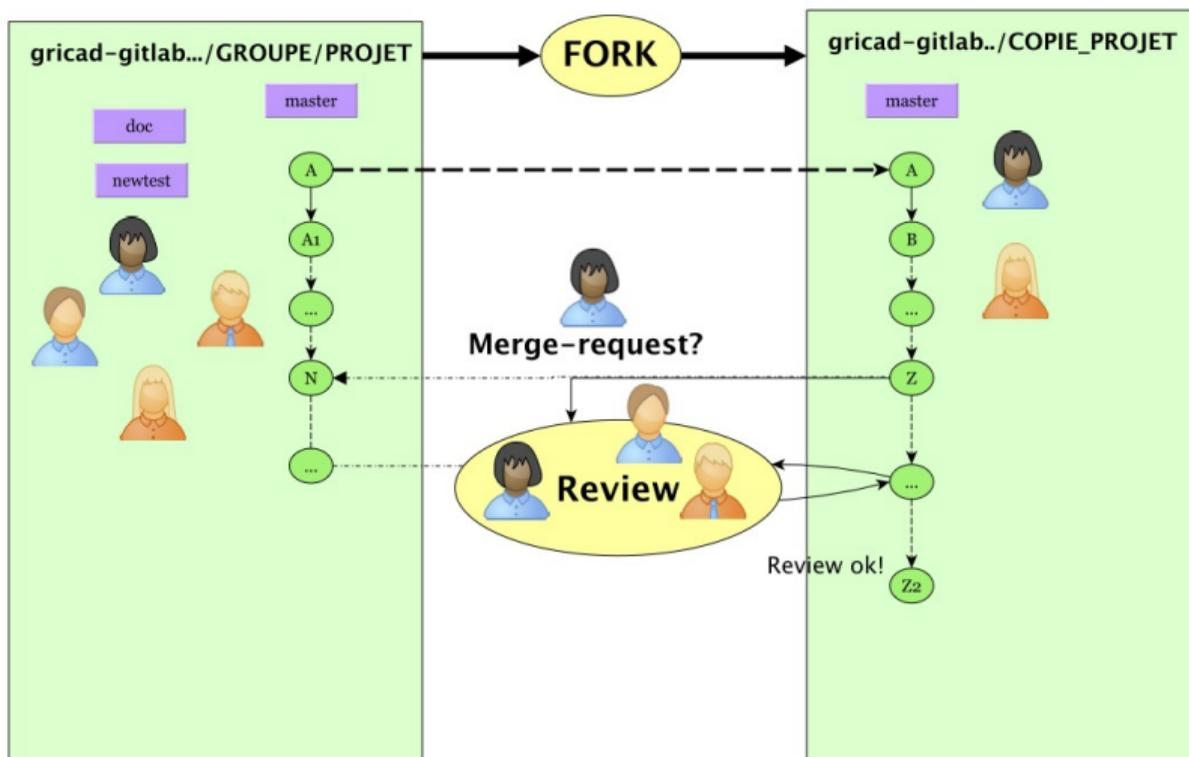 gricad-gitlab.../GROUPE/PROJET
FORK
gricad-gitlab../COPIE_PROJET
master
doc
newtest
master
A
A1
...
N
...
A
B
...
Z
...
Z2
Merge-request?
Review
Review ok!